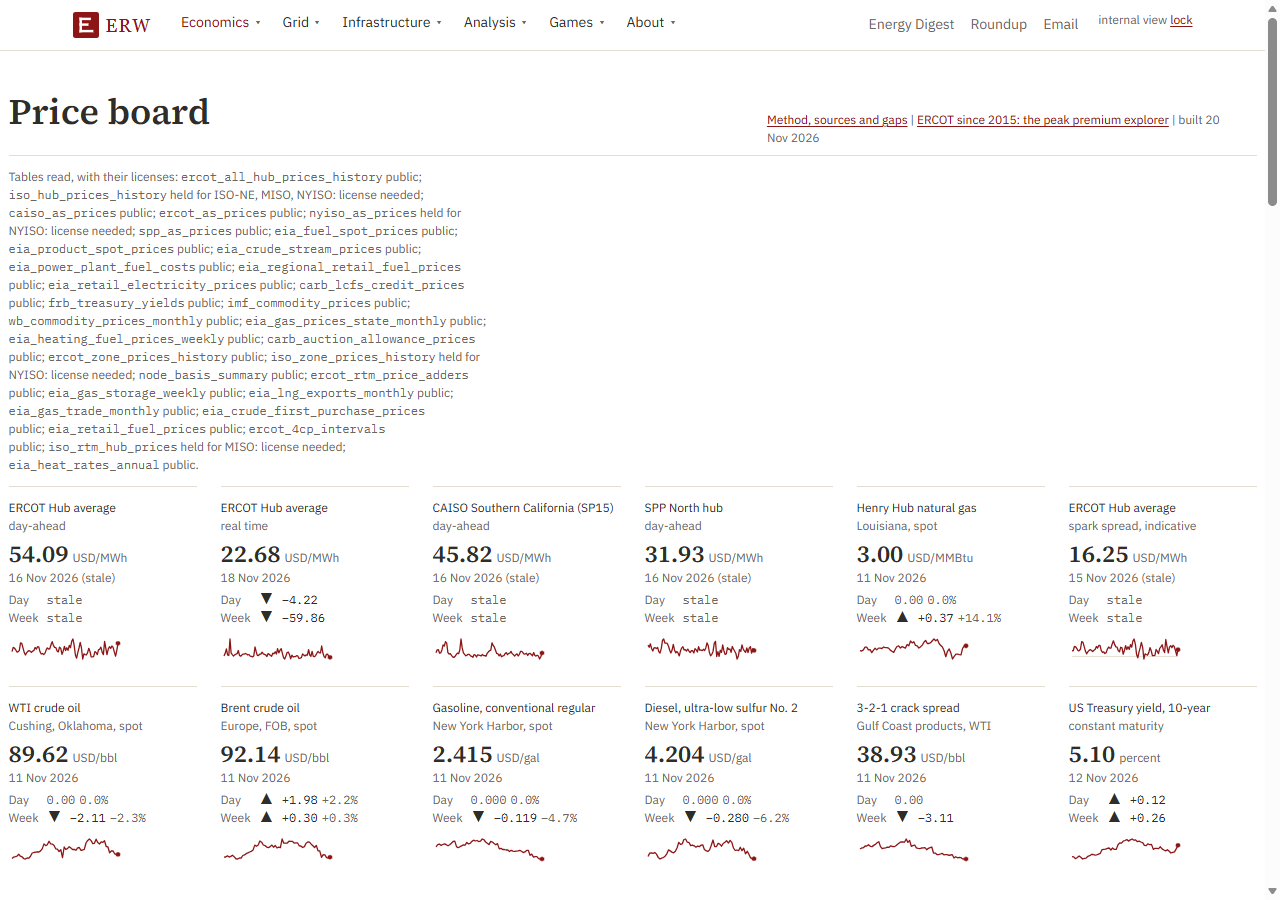 E ERW Economics ▾ Grid ▾ Infrastructure ▾ Analysis ▾ Games ▾ About ▾ Energy Digest Roundup Email internal view lock
Price board
Method, sources and gaps | ERCOT since 2015: the peak premium explorer | built 20
Nov 2026
Tables read, with their licenses: ercot_all_hub_prices_history public;
iso_hub_prices_history held for ISO-NE, MISO, NYISO: license needed;
caiso_as_prices public; ercot_as_prices public; nyiso_as_prices held for
NYISO: license needed; spp_as_prices public; eia_fuel_spot_prices public;
eia_product_spot_prices public; eia_crude_stream_prices public;
eia_power_plant_fuel_costs public; eia_regional_retail_fuel_prices
public; eia_retail_electricity_prices public; carb_lcfs_credit_prices
public; frb_treasury_yields public; imf_commodity_prices public;
wb_commodity_prices_monthly public; eia_gas_prices_state_monthly public;
eia_heating_fuel_prices_weekly public; carb_auction_allowance_prices
public; ercot_zone_prices_history public; iso_zone_prices_history held for
NYISO: license needed; node_basis_summary public; ercot_rtm_price_adders
public; eia_gas_storage_weekly public; eia_lng_exports_monthly public;
eia_gas_trade_monthly public; eia_crude_first_purchase_prices
public; eia_retail_fuel_prices public; ercot_4cp_intervals
public; iso_rtm_hub_prices held for MISO: license needed;
eia_heat_rates_annual public.
ERCOT Hub average
day-ahead
54.09 USD/MWh
16 Nov 2026 (stale)
Day stale
Week stale
ERCOT Hub average
real time
22.68 USD/MWh
18 Nov 2026
Day ▼ −4.22
Week ▼ −59.86
CAISO Southern California (SP15)
day-ahead
45.82 USD/MWh
16 Nov 2026 (stale)
Day stale
Week stale
SPP North hub
day-ahead
31.93 USD/MWh
16 Nov 2026 (stale)
Day stale
Week stale
Henry Hub natural gas
Louisiana, spot
3.00 USD/MMBtu
11 Nov 2026
Day 0.00 0.0%
Week ▲ +0.37 +14.1%
ERCOT Hub average
spark spread, indicative
16.25 USD/MWh
15 Nov 2026 (stale)
Day stale
Week stale
WTI crude oil
Cushing, Oklahoma, spot
89.62 USD/bbl
11 Nov 2026
Day 0.00 0.0%
Week ▼ −2.11 −2.3%
Brent crude oil
Europe, FOB, spot
92.14 USD/bbl
11 Nov 2026
Day ▲ +1.98 +2.2%
Week ▲ +0.30 +0.3%
Gasoline, conventional regular
New York Harbor, spot
2.415 USD/gal
11 Nov 2026
Day 0.000 0.0%
Week ▼ −0.119 −4.7%
Diesel, ultra-low sulfur No. 2
New York Harbor, spot
4.204 USD/gal
11 Nov 2026
Day 0.000 0.0%
Week ▼ −0.280 −6.2%
3-2-1 crack spread
Gulf Coast products, WTI
38.93 USD/bbl
11 Nov 2026
Day 0.00
Week ▼ −3.11
US Treasury yield, 10-year
constant maturity
5.10 percent
12 Nov 2026
Day ▲ +0.12
Week ▲ +0.26